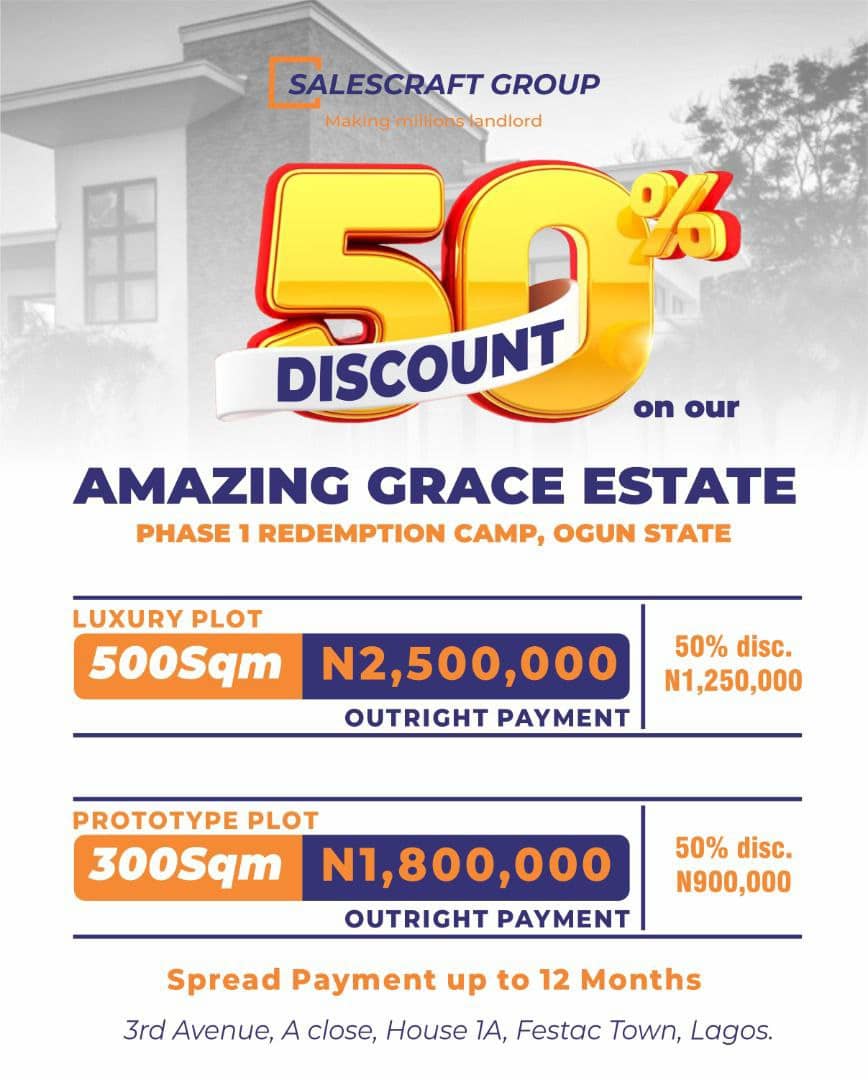 SALESCRAFT GROUP
Making millions landlord
50%
DISCOUNT
on our
AMAZING GRACE ESTATE
PHASE 1 REDEMPTION CAMP, OGUN STATE
LUXURY PLOT
500Sqm N2,500,000
OUTRIGHT PAYMENT
50% disc.
N1,250,000
PROTOTYPE PLOT
300Sqm N1,800,000
OUTRIGHT PAYMENT
50% disc.
N900,000
Spread Payment up to 12 Months
3rd Avenue, A close, House 1A, Festac Town, Lagos.